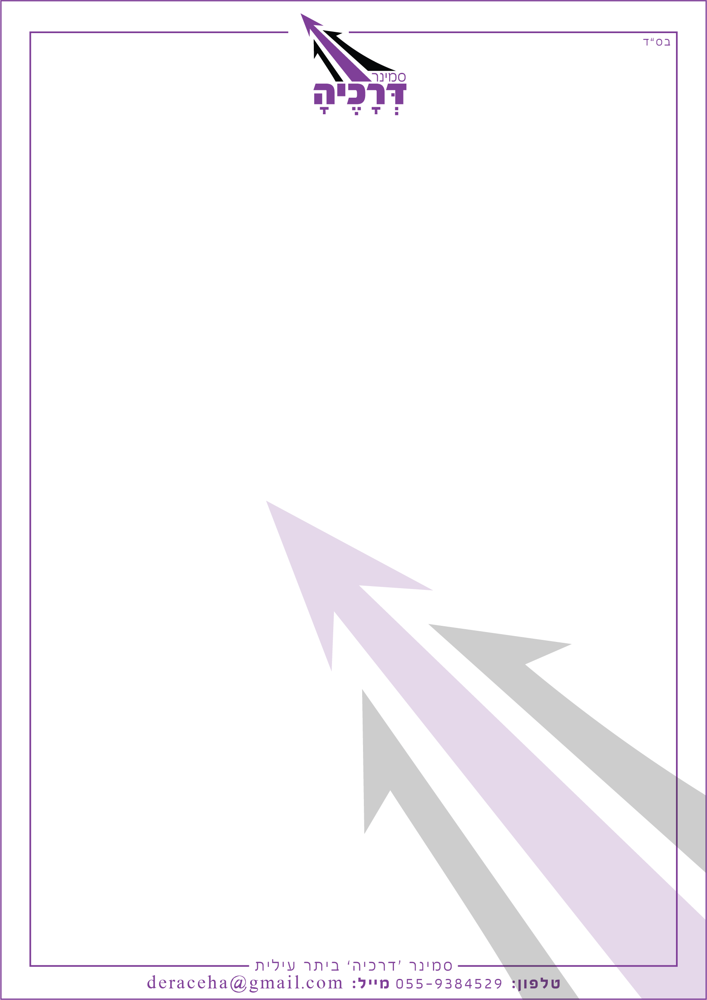 בס"ד
סמינר
דְּרָכֶיהָ
סמינר 'דרכיה' ביתר עילית
טלפון: 055-9384529 מייל: deraceha@gmail.com